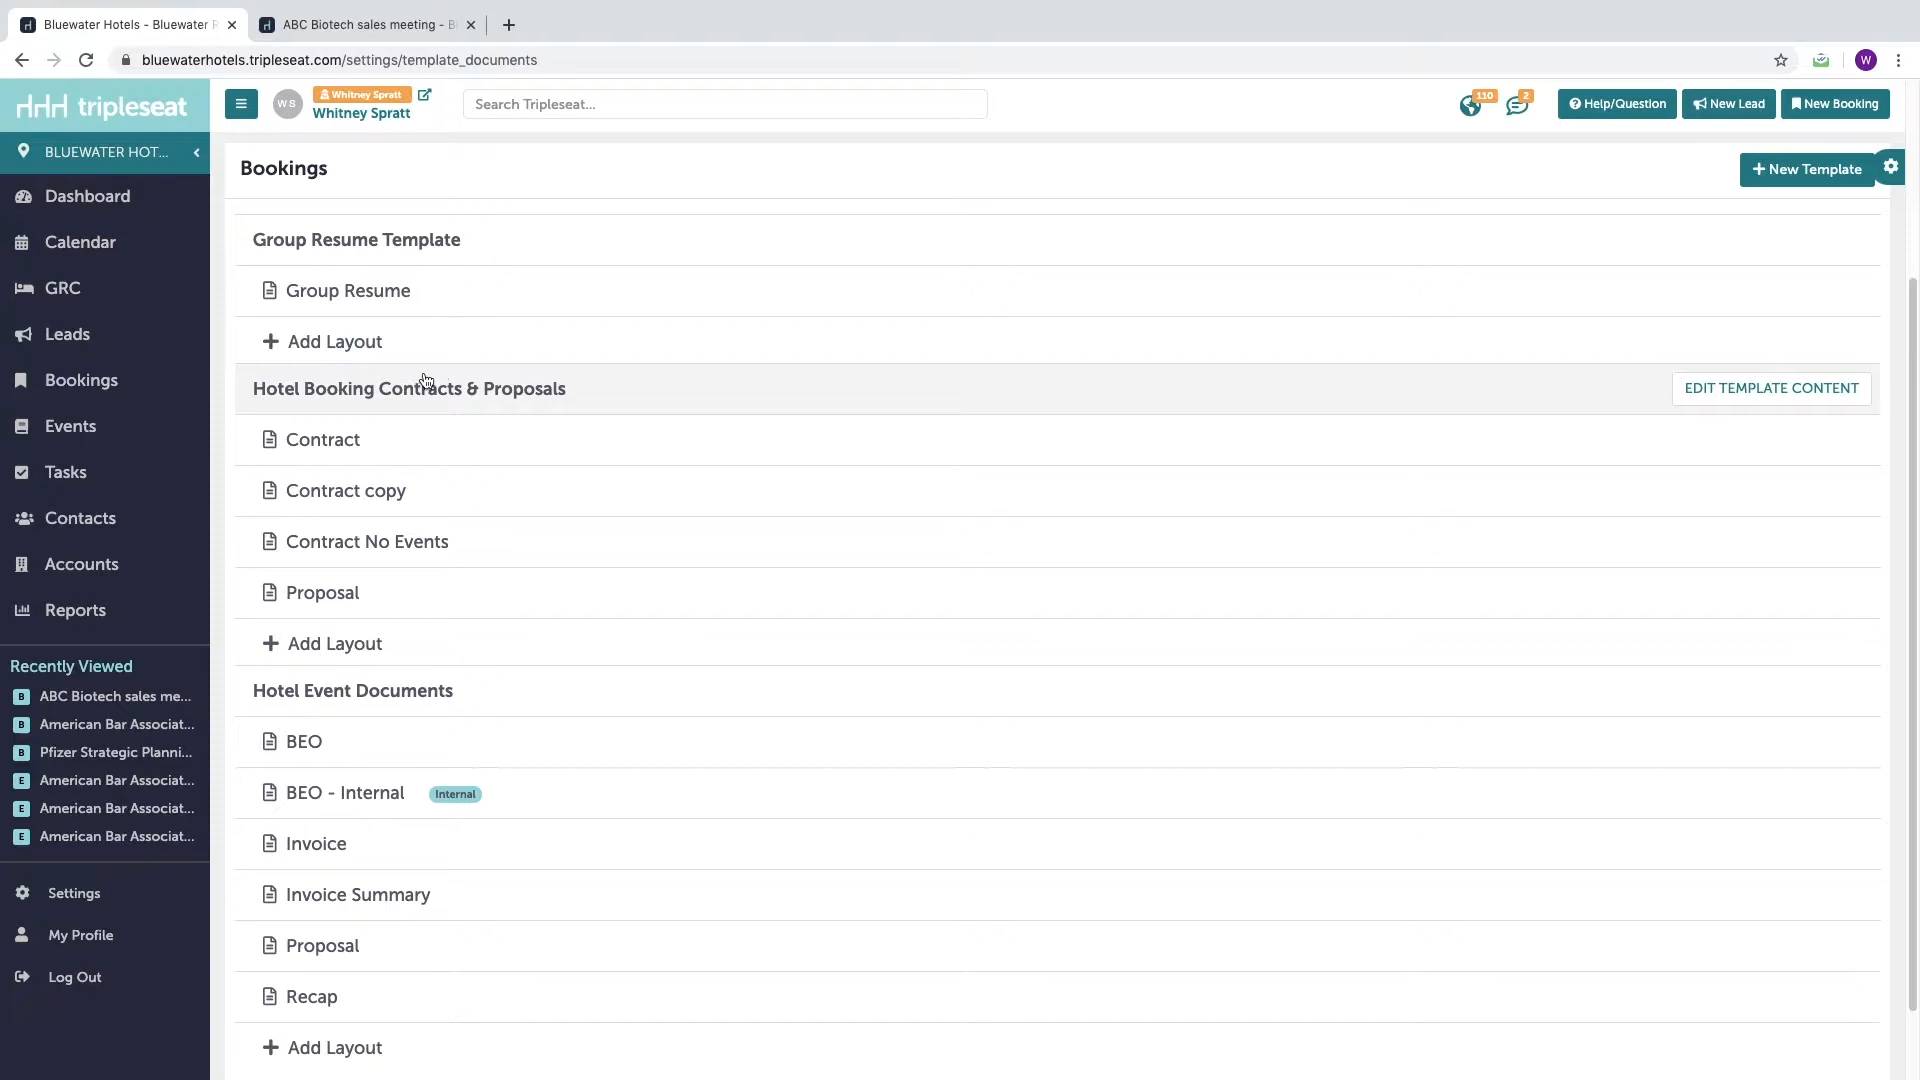 Bluewater Hotels - Bluewater R
ABC Biotech sales meeting - B
bluewaterhotels.tripleseat.com/settings/template_documents
W
tripleseat
WS
Whitney Spratt
Whitney Spratt
Search Tripleseat...
110
2
Help/Question
New Lead
New Booking
BLUEWATER HOT...
Dashboard
Calendar
GRC
Leads
Bookings
Events
Tasks
Contacts
Accounts
Reports
Recently Viewed
B ABC Biotech sales me...
B American Bar Associat...
B Pfizer Strategic Planni...
E American Bar Associat...
E American Bar Associat...
E American Bar Associat...
Settings
My Profile
Log Out
Bookings
New Template
Group Resume Template
Group Resume
Add Layout
Hotel Booking Contracts & Proposals
EDIT TEMPLATE CONTENT
Contract
Contract copy
Contract No Events
Proposal
Add Layout
Hotel Event Documents
BEO
BEO - Internal Internal
Invoice
Invoice Summary
Proposal
Recap
Add Layout